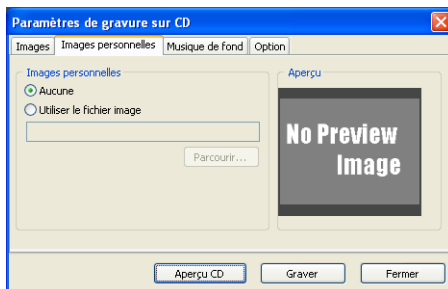 Paramètres de gravure sur CD
Images Images personnelles Musique de fond Option
Images personnelles
Aucune
Utiliser le fichier image
Parcourir...
Aperçu
No Preview
Image
Aperçu CD Graver Fermer